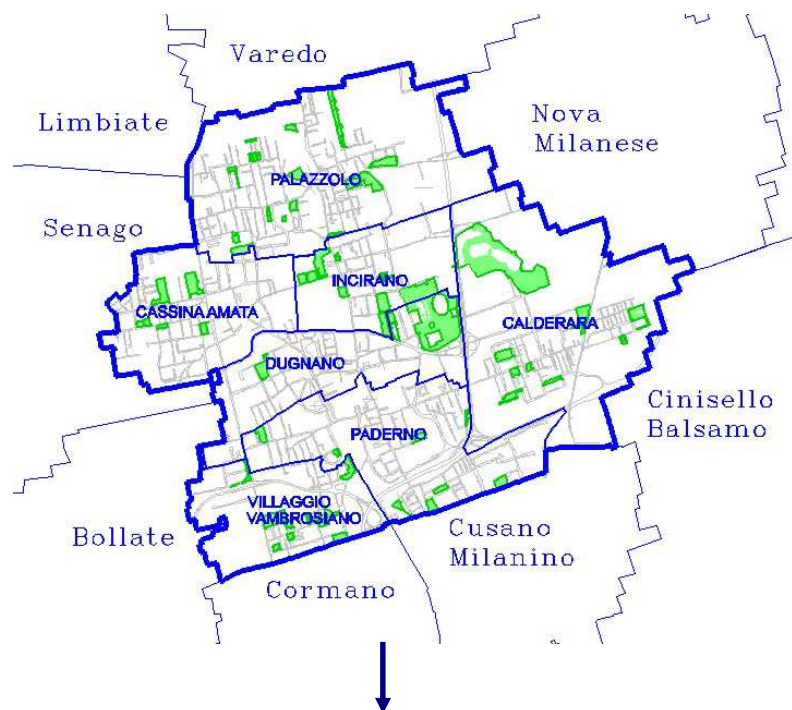 Varedo
Limbiate
Nova
Milanese
PALAZZOLO
Senago
INCIRANO
CASSINA AMATA
CALDERARA
DUGNANO
Cinisello
Balsamo
PADERNO
VILLAGGIO
VAMBROSIANO
Bollate
Cusano
Milanino
Cormano